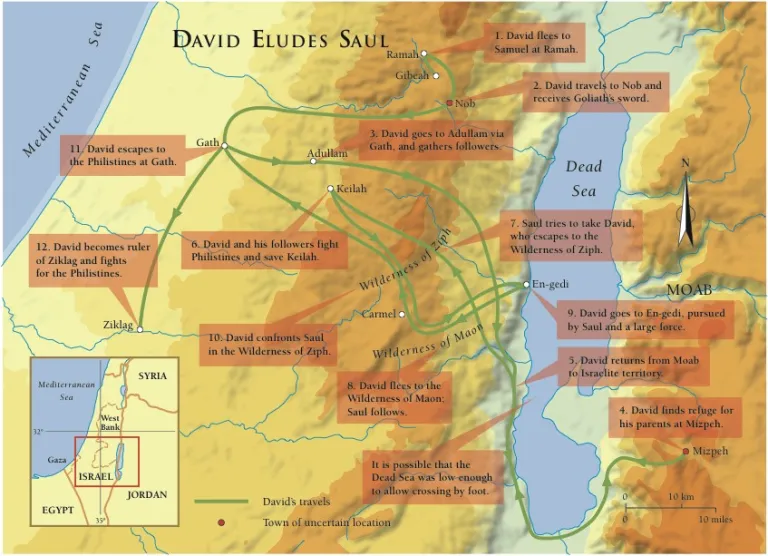 DAVID ELUDES SAUL
Mediterranean Sea
Ramah
Gibeah
Nob
1. David flees to
Samuel at Ramah.
2. David travels to Nob and
receives Goliath's sword.
3. David goes to Adullam via
Gath, and gathers followers.
11. David escapes to
the Philistines at Gath.
Gath
Adullam
Keilah
Dead
Sea
N
12. David becomes ruler
of Ziklag and fights
for the Philistines.
6. David and his followers fight
Philistines and save Keilah.
7. Saul tries to take David,
who escapes to the
Wilderness of Ziph.
Wilderness of Ziph
En-gedi
MOAB
Carmel
Ziklag
9. David goes to En-gedi, pursued
by Saul and a large force.
10. David confronts Saul
in the Wilderness of Ziph.
Wilderness of Maon
5. David returns from Moab
to Israelite territory.
8. David flees to the
Wilderness of Maon;
Saul follows.
4. David finds refuge for
his parents at Mizpeh.
Mizpeh
It is possible that the
Dead Sea was low enough
to allow crossing by foot.
Mediterranean
Sea
SYRIA
West
Bank
32°
Gaza
ISRAEL
JORDAN
EGYPT
35°
David's travels
Town of uncertain location
0 10 km
0 10 miles